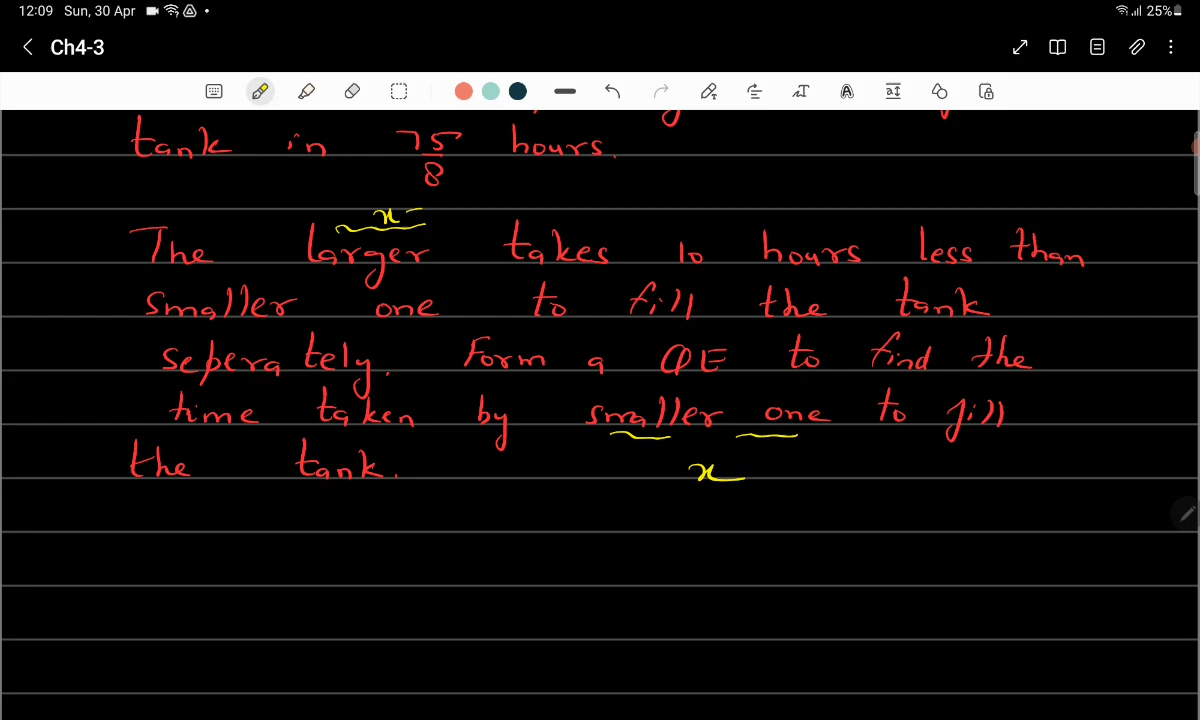 12:09 Sun, 30 Apr
25%
Ch4-3
tank in 75/8 hours.
x-
The larger takes 10 hours less than
smaller one to fill the tank
seperately. Form a QE to find the
time taken by smaller one to fill
the tank.
x